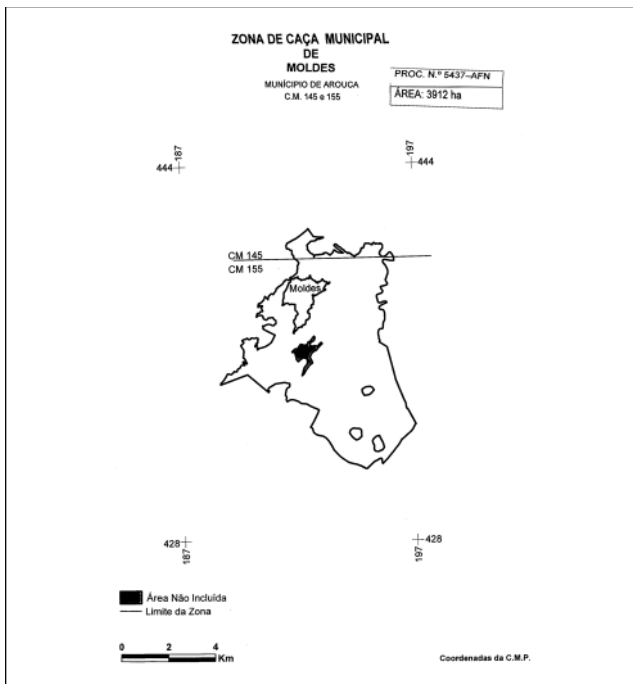 ZONA DE CAÇA MUNICIPAL
DE
MOLDES
MUNICÍPIO DE AROUCA
C.M. 145 e 155
PROC. N.º 5437–AFN
ÁREA: 3912 ha
187
444
197
444
CM 145
CM 155
Moldes
428
187
428
197
Área Não Incluída
Limite da Zona
0 2 4
Km
Coordenadas da C.M.P.